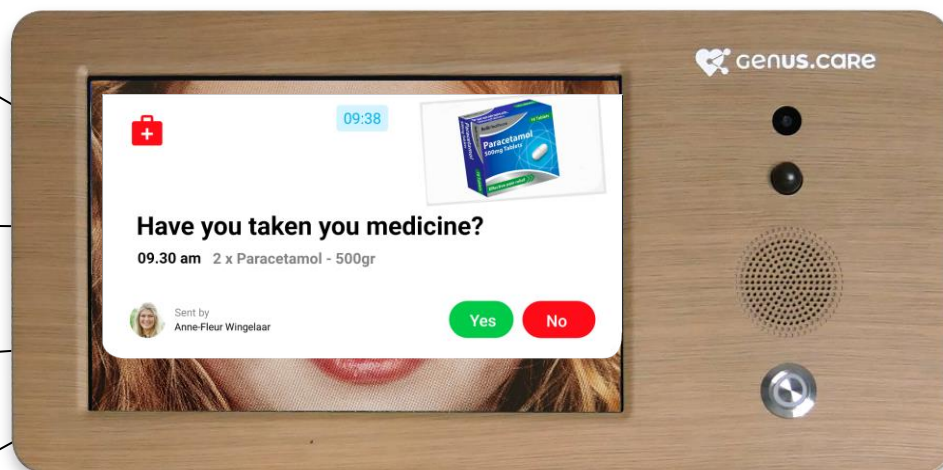 Genus.care
09:38
Paracetamol
500mg Tablets
Have you taken you medicine?
09.30 am 2 x Paracetamol - 500gr
Sent by
Anne-Fleur Wingelaar
Yes
No